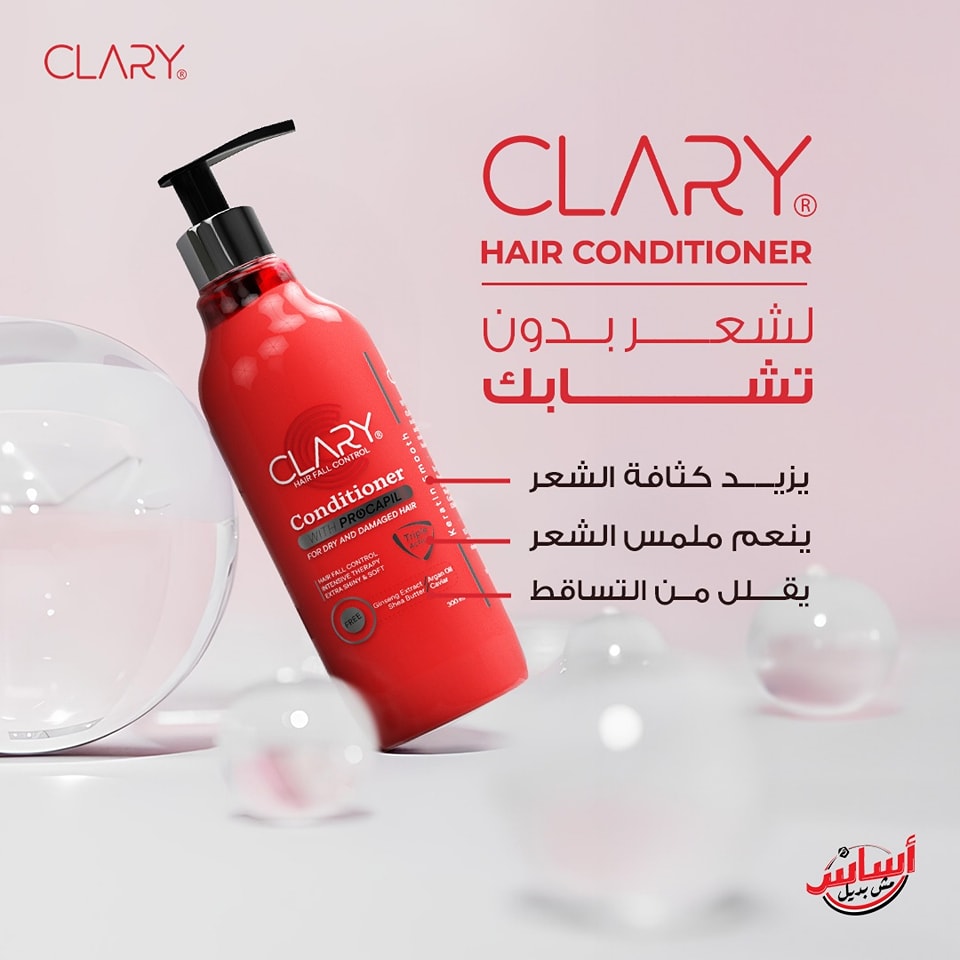 CLARY®
CLARY®
HAIR CONDITIONER
لشعر بدون
تشابك
يزيد كثافة الشعر
ينعم ملمس الشعر
يقلل من التساقط
CLARY®
HAIR FALL CONTROL
Conditioner
WITH PROCAPIL
FOR DRY AND DAMAGED HAIR
HAIR FALL CONTROL
INTENSIVE THERAPY
EXTRA SHINY & SOFT
Ginseng Extract / Argan Oil
Shea Butter / Caviar
FREE
Keratin Smooth
أساسي
مش بديل